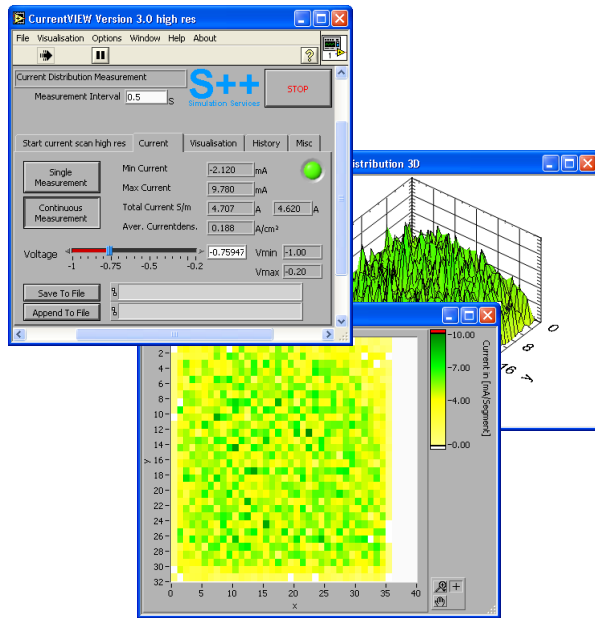 CurrentVIEW Version 3.0 high res
File Visualisation Options Window Help About
?
1
Current Distribution Measurement
Measurement Interval 0.5 s
S++
Simulation Services
STOP
Start current scan high res Current Visualisation History Misc
Single Measurement
Continuous Measurement
Min Current -2.120 mA
Max Current 9.780 mA
Total Current S/m 4.707 A 4.620 A
Aver. Currentdens. 0.188 A/cm²
Voltage -0.75947 Vmin -1.00
-1 -0.75 -0.5 -0.2
Vmax -0.20
Save To File
Append To File
istribution 3D
0
8
16
y
-10.00
-7.00
-4.00
-0.00
Current in [mA/Segment]
2
4
6
8
10
12
14
y 16
18
20
22
24
26
28
30
32
0 5 10 15 20 25 30 35 40
x